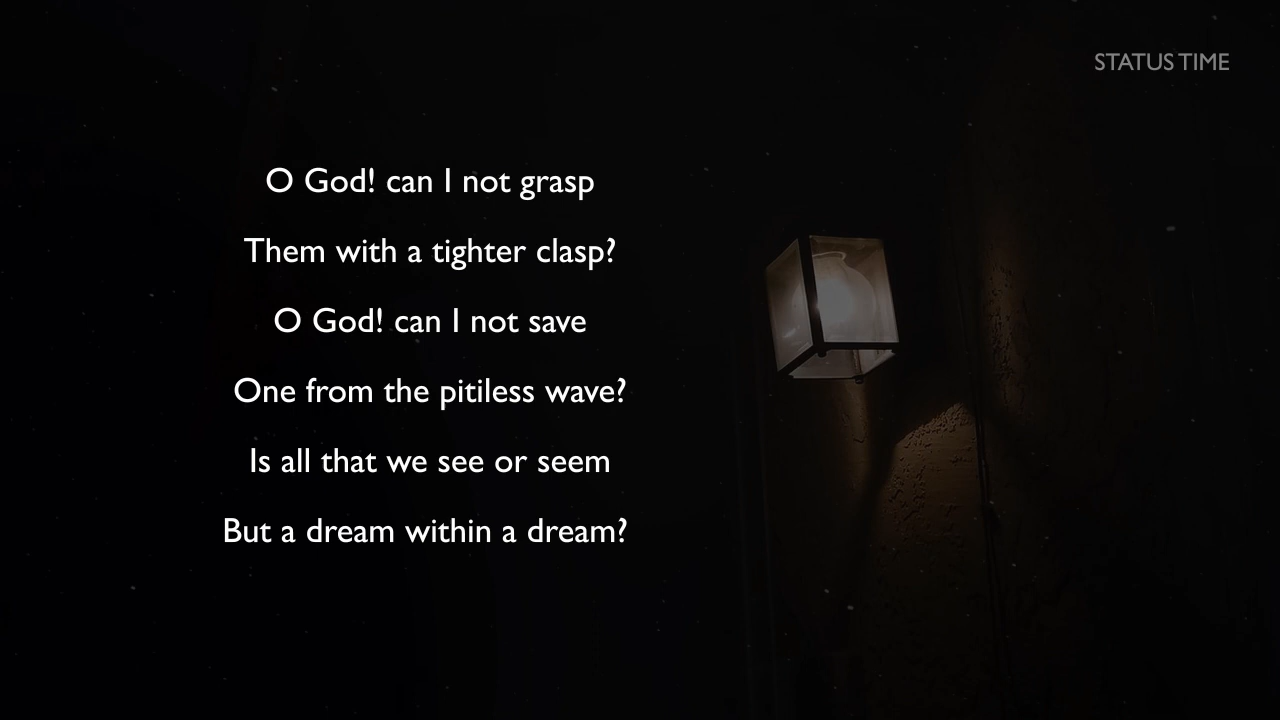 STATUS TIME
O God! can I not grasp
Them with a tighter clasp?
O God! can I not save
One from the pitiless wave?
Is all that we see or seem
But a dream within a dream?